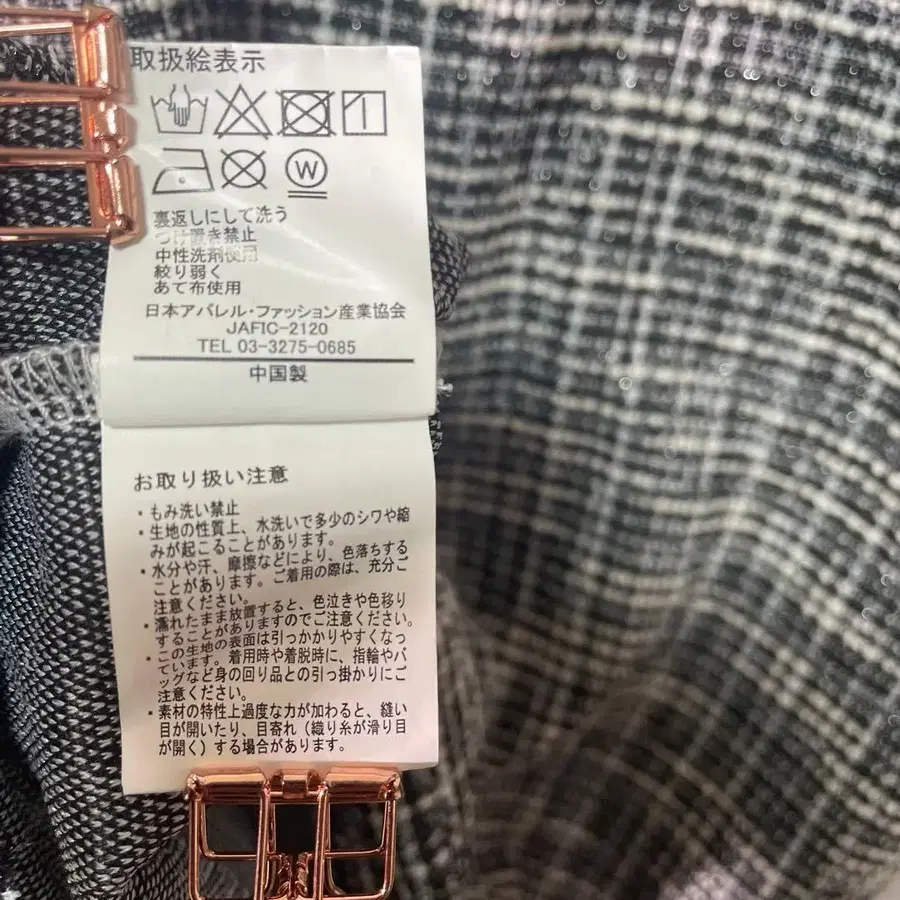 取扱絵表示
W
裏返しにして洗う
つけ置き禁止
中性洗剤使用
絞り弱く
あて布使用
日本アパレル・ファッション産業協会
JAFIC-2120
TEL 03-3275-0685
中国製
お取り扱い注意
・もみ洗い禁止
・生地の性質上、水洗いで多少のシワや縮
みが起こることがあります。
・水分や汗、摩擦などにより、色落ちする
ことがあります。ご着用の際は、充分ご
注意ください。
・濡れたまま放置すると、色泣きや色移り
することがありますのでご注意ください。
・この生地の表面は引っかかりやすくなっ
ています。着用時や着脱時に、指輪やバ
ッグなど身の回り品との引っ掛かりにご
注意ください。
・素材の特性上過度な力が加わると、縫い
目が開いたり、目寄れ（織り糸が滑り目
が開く）する場合があります。